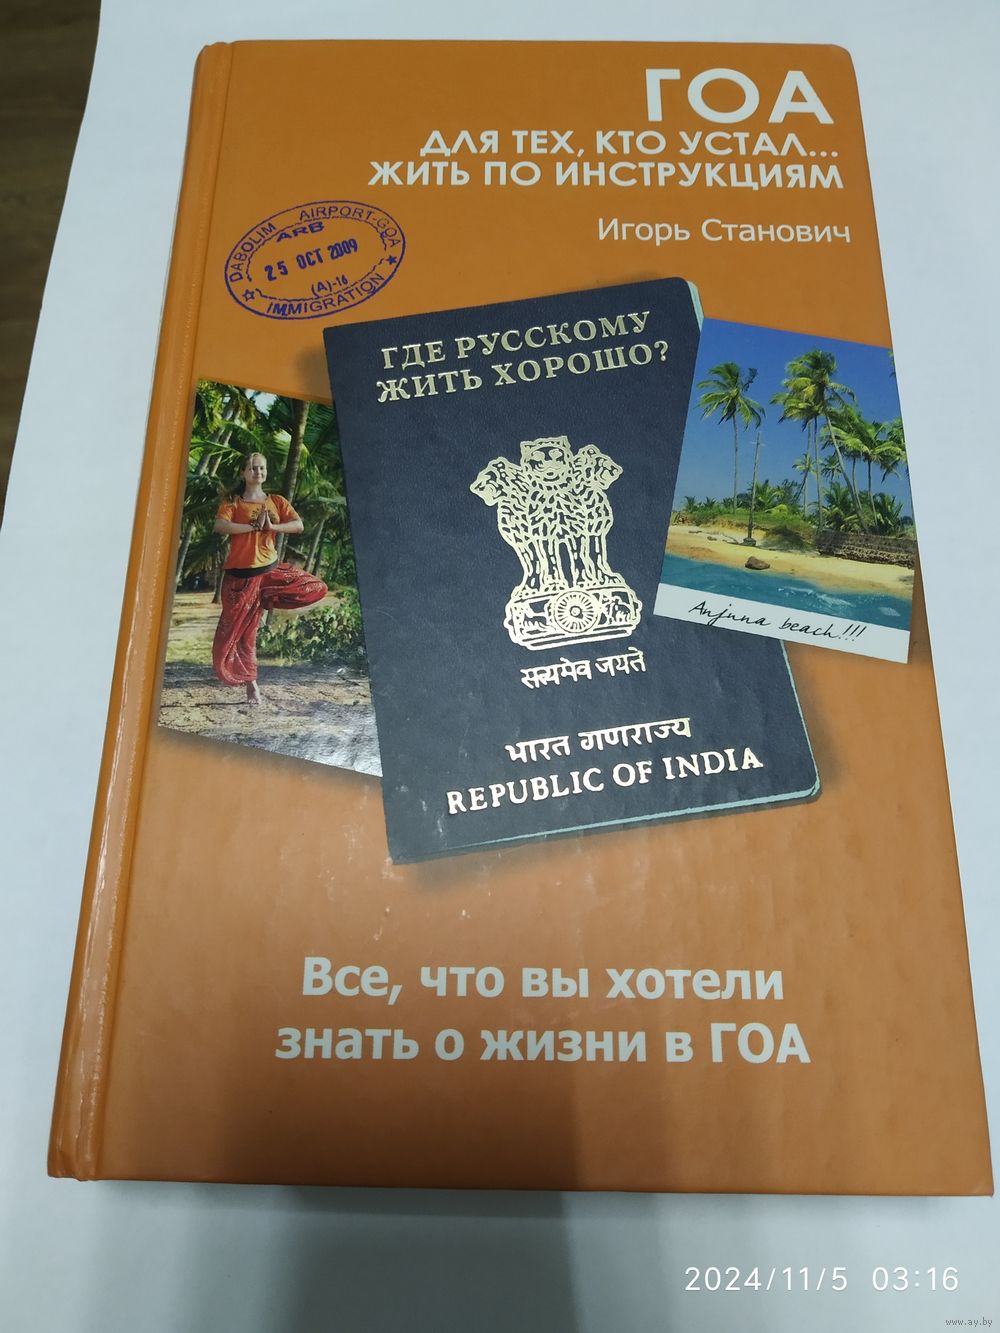 ГОА
ДЛЯ ТЕХ, КТО УСТАЛ...
ЖИТЬ ПО ИНСТРУКЦИЯМ
Игорь Станович
DABOLIM AIRPORT-GOA
ARB
25 OCT 2009
(A)-16
IMMIGRATION
ГДЕ РУССКОМУ
ЖИТЬ ХОРОШО?
Anjuna beach!!!
सत्यमेव जयते
भारत गणराज्य
REPUBLIC OF INDIA
Все, что вы хотели
знать о жизни в ГОА
2024/11/5 03:16
www.ay.by